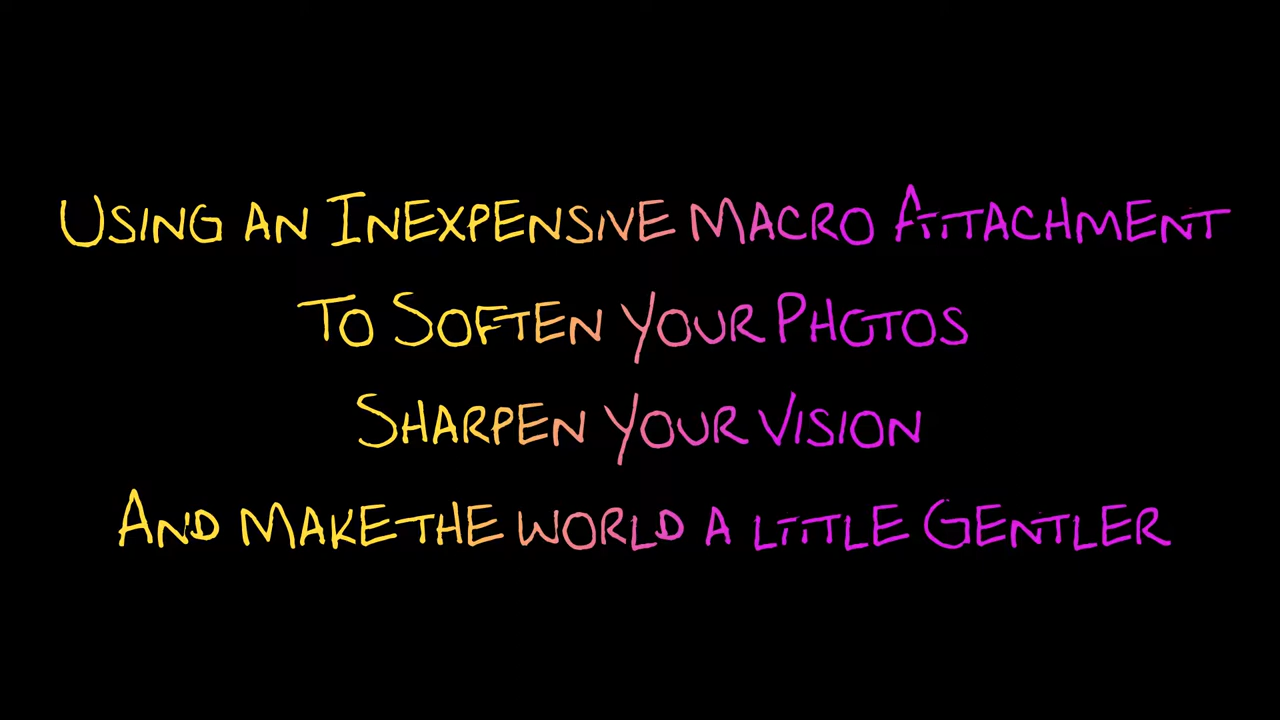 Using an Inexpensive Macro Attachment
To Soften Your Photos
Sharpen Your Vision
And Make the World a Little Gentler